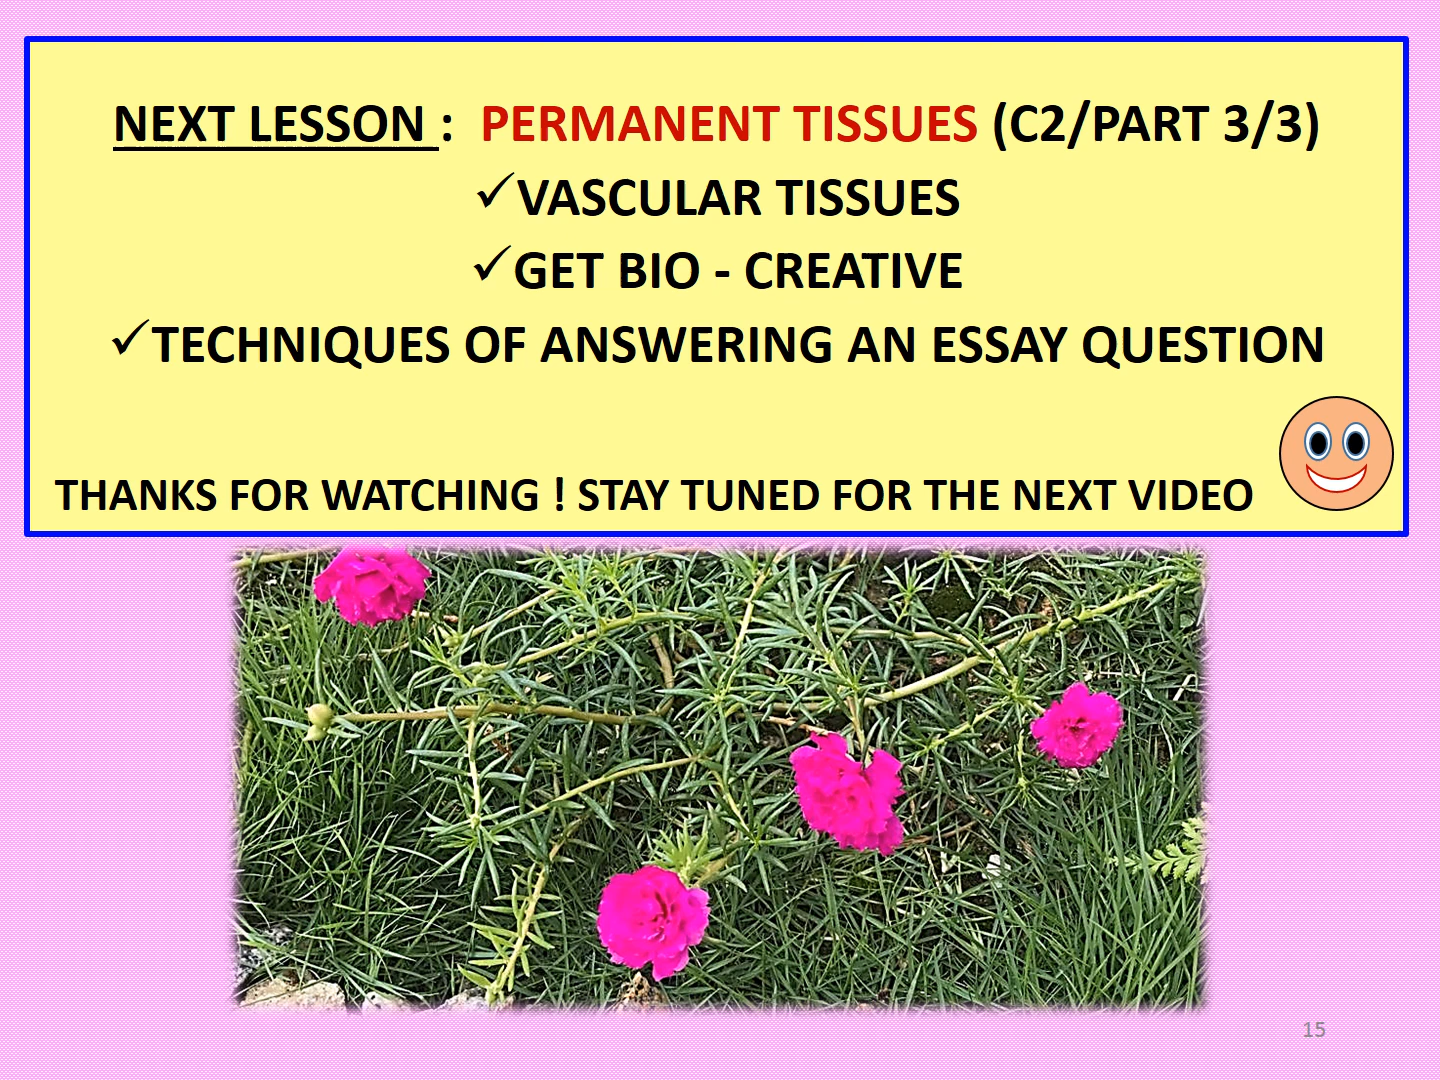 NEXT LESSON : PERMANENT TISSUES (C2/PART 3/3)
✓VASCULAR TISSUES
✓GET BIO - CREATIVE
✓TECHNIQUES OF ANSWERING AN ESSAY QUESTION
THANKS FOR WATCHING ! STAY TUNED FOR THE NEXT VIDEO
15